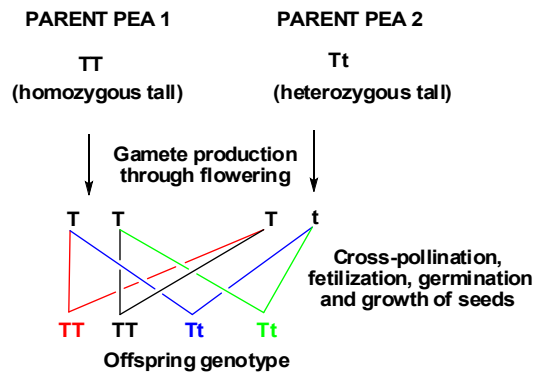 PARENT PEA 1 PARENT PEA 2
TT Tt
(homozygous tall) (heterozygous tall)
Gamete production
through flowering
T T T t
Cross-pollination,
fetilization, germination
and growth of seeds
TT TT Tt Tt
Offspring genotype